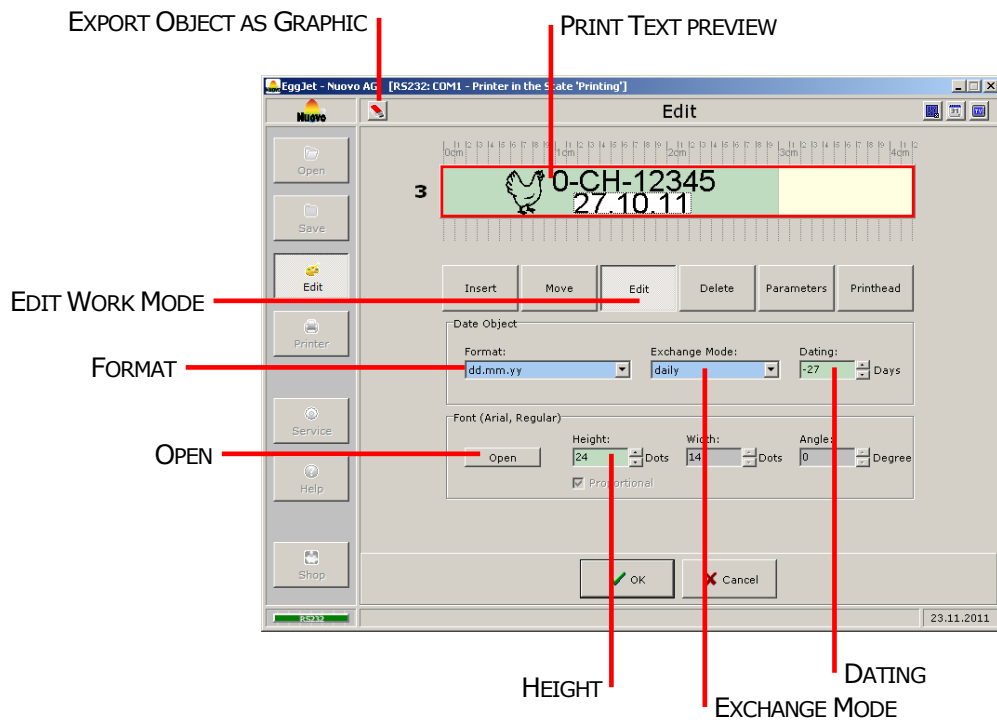 EXPORT OBJECT AS GRAPHIC
PRINT TEXT PREVIEW
EggJet - Nuovo AG [RS232: COM1 - Printer in the State 'Printing']
Nuovo
Edit
0cm 1cm 2cm 3cm 4cm
Open
3
0-CH-12345
27.10.11
Save
Edit
Insert Move Edit Delete Parameters Printhead
EDIT WORK MODE
Printer
Date Object
Format: Exchange Mode: Dating:
dd.mm.yy daily -27 Days
FORMAT
Service
Font (Arial, Regular)
Height: Width: Angle:
Open 24 Dots 14 Dots 0 Degree
OPEN
Proportional
Help
Shop
OK Cancel
RS232
23.11.2011
HEIGHT
DATING
EXCHANGE MODE